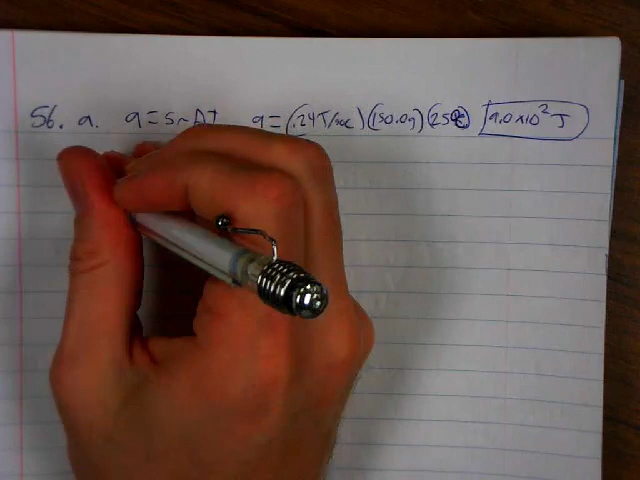 56. a. q = smΔT q = (.24 J/g°C)(150.0g)(25°C) 9.0 x 10² J